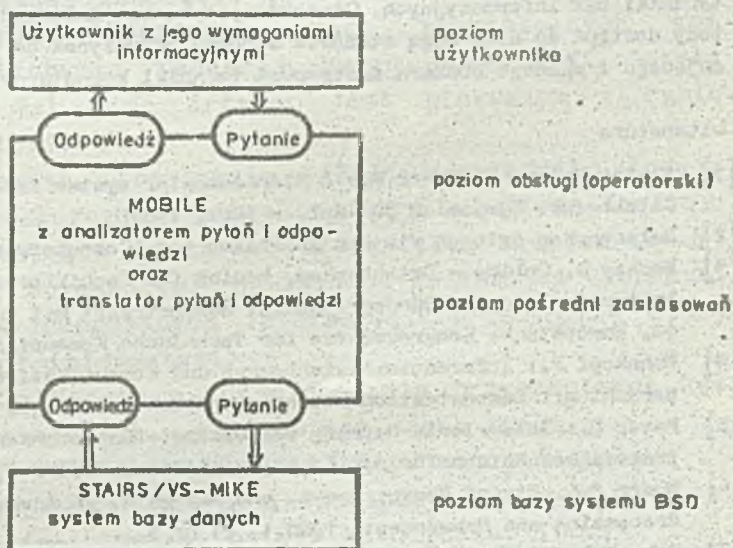 Użytkownik z jego wymaganiami
informacyjnymi
poziom
użytkownika
Odpowiedź
Pytanie
poziom obsługi (operatorski)
MOBILE
z analizatorem pytań i odpo-
wiedzi
oraz
translator pytań i odpowiedzi
poziom pośredni zastosowań
Odpowiedź
Pytanie
STAIRS/VS-MIKE
system bazy danych
poziom bazy systemu BSD